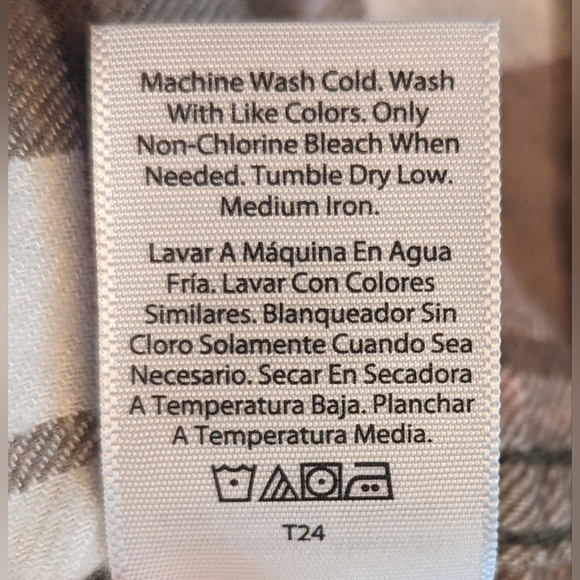 Machine Wash Cold. Wash
With Like Colors. Only
Non-Chlorine Bleach When
Needed. Tumble Dry Low.
Medium Iron.
Lavar A Máquina En Agua
Fría. Lavar Con Colores
Similares. Blanqueador Sin
Cloro Solamente Cuando Sea
Necesario. Secar En Secadora
A Temperatura Baja. Planchar
A Temperatura Media.
T24